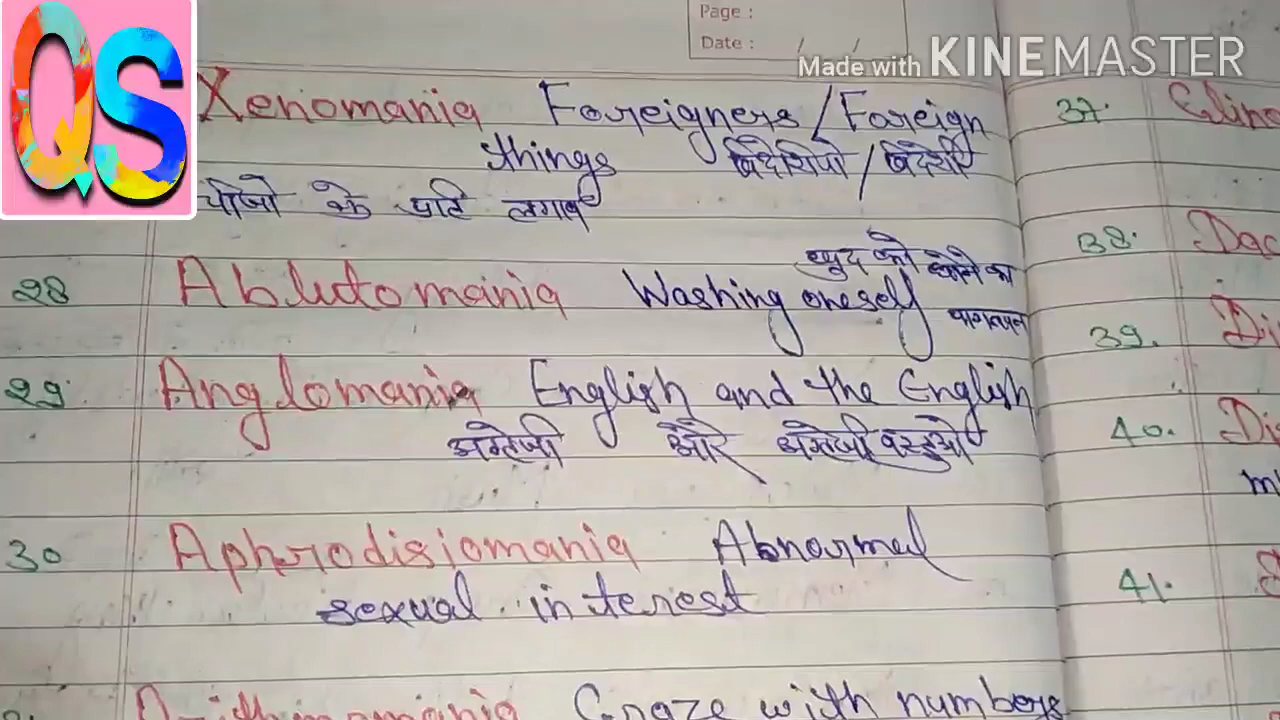 QS
Page :
Date : / /
Made with KINEMASTER
Xenomania Foreigners/Foreign
things विदेशियो/विदेशी
चीजो के प्रति लगाव
खुद को धोने का
28 Ablutomania Washing oneself पागलपन
29 Anglomania English and the English
अंग्रेजी और अंग्रेजी वस्तुओ
30 Aphrodisiomania Abnormal
sexual interest
Craze with numbers
37.
38.
39. Di
40. Di
41.